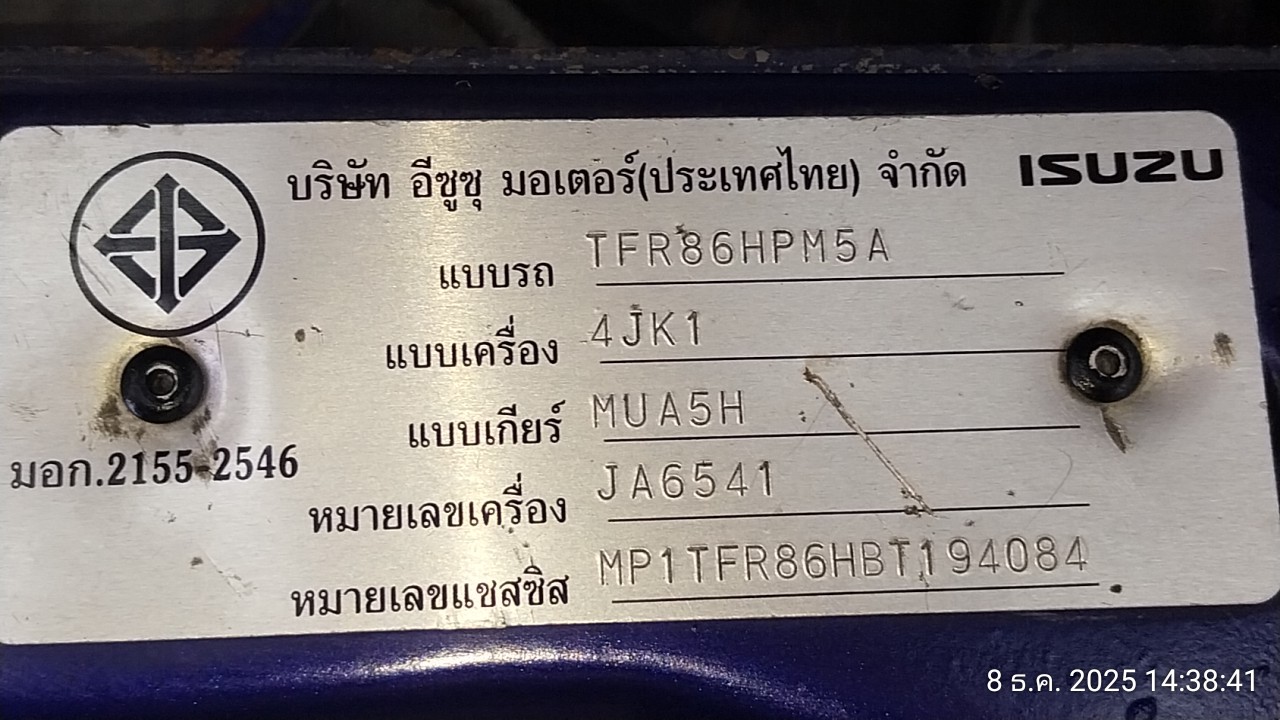 บริษัท อีซูซุ มอเตอร์(ประเทศไทย) จำกัด ISUZU
แบบรถ TFR86HPM5A
แบบเครื่อง 4JK1
แบบเกียร์ MUA5H
มอก.2155-2546
หมายเลขเครื่อง JA6541
หมายเลขแชสซิส MP1TFR86HBT194084
8 ธ.ค. 2025 14:38:41